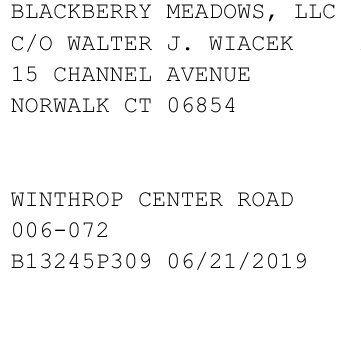 BLACKBERRY MEADOWS, LLC
C/O WALTER J. WIACEK
15 CHANNEL AVENUE
NORWALK CT 06854
WINTHROP CENTER ROAD
006-072
B13245P309 06/21/2019